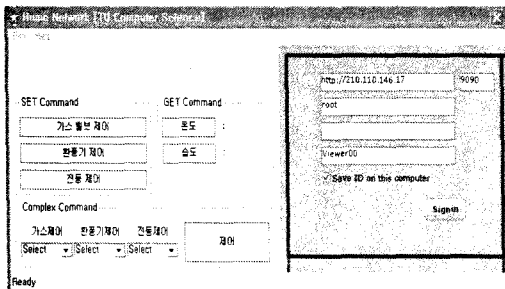 Home Network [TU Computer Science]
SET Command
GET Command
가스 밸브 제어
온도 :
환풍기 제어
습도 :
전등 제어
Complex Command
가스제어 환풍기제어 전등제어
Select Select Select
제어
Ready
http://210.110.146.17 9090
root
Viewer00
Save ID on this computer
Signin